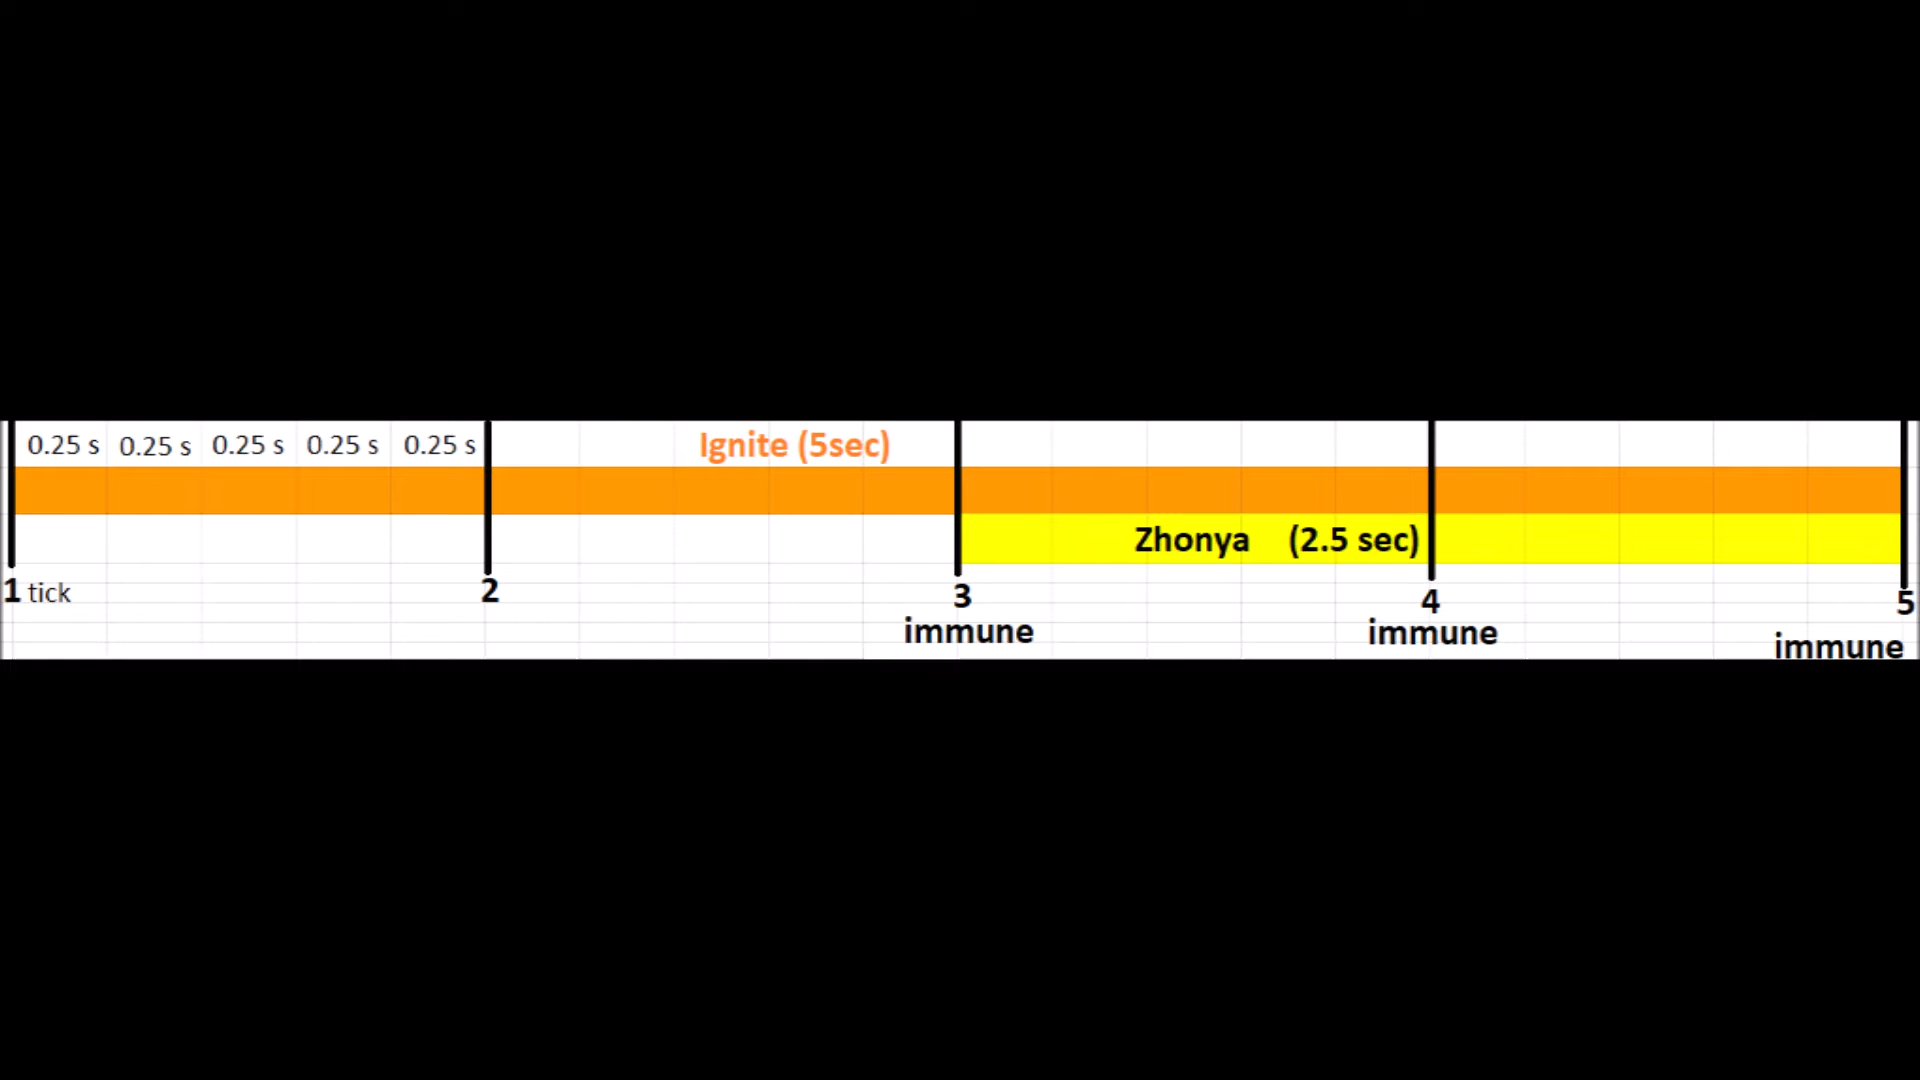 0.25 s 0.25 s 0.25 s 0.25 s 0.25 s Ignite (5sec)
Zhonya (2.5 sec)
1 tick 2 3 4 5
immune immune immune